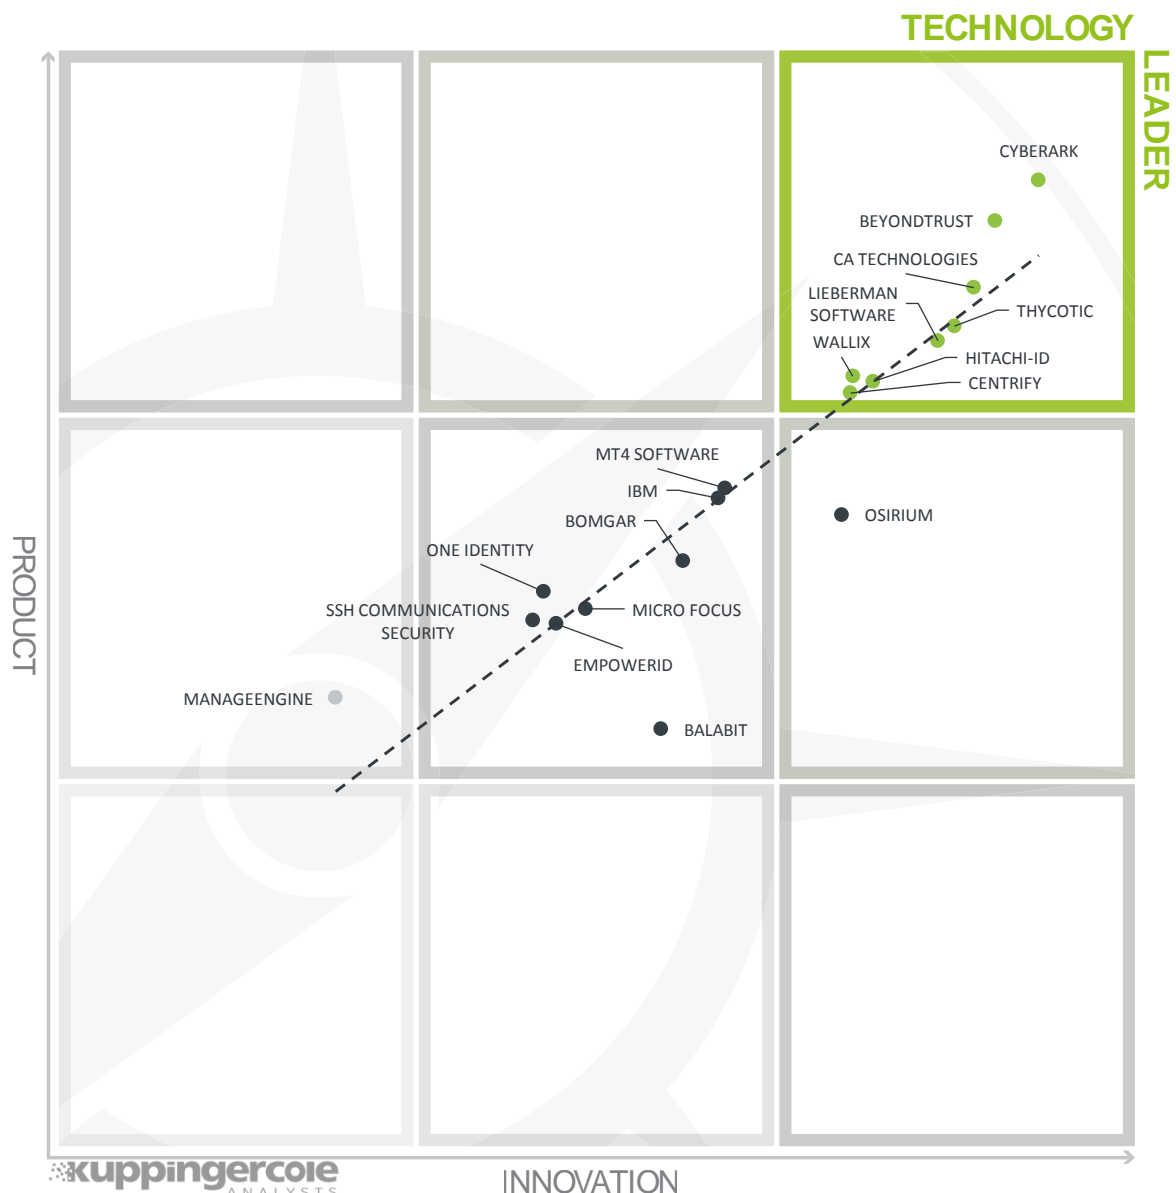 TECHNOLOGY
LEADER
CYBERARK
BEYONDTRUST
CA TECHNOLOGIES
LIEBERMAN
SOFTWARE
THYCOTIC
WALLIX
HITACHI-ID
CENTRIFY
MT4 SOFTWARE
IBM
BOMGAR
OSIRIUM
ONE IDENTITY
SSH COMMUNICATIONS
SECURITY
MICRO FOCUS
EMPOWERID
MANAGEENGINE
BALABIT
PRODUCT
kuppingercole
ANALYSTS
INNOVATION